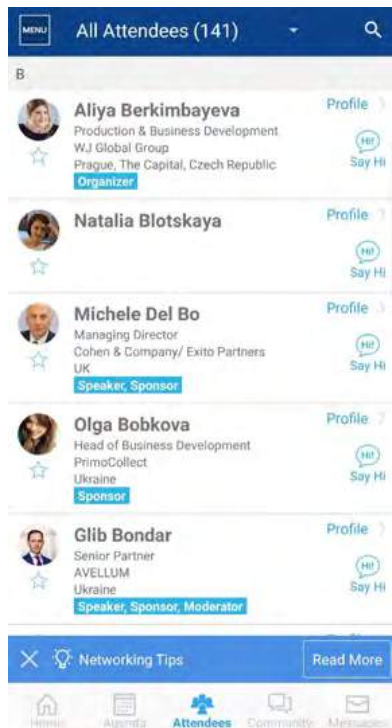 MENU
All Attendees (141)
B
Aliya Berkimbayeva
Profile
Production & Business Development
WJ Global Group
Hi!
Prague, The Capital, Czech Republic
Say Hi
Organizer
Natalia Blotskaya
Profile
Hi!
Say Hi
Michele Del Bo
Profile
Managing Director
Cohen & Company/ Exito Partners
Hi!
UK
Say Hi
Speaker, Sponsor
Olga Bobkova
Profile
Head of Business Development
PrimoCollect
Hi!
Ukraine
Say Hi
Sponsor
Glib Bondar
Profile
Senior Partner
AVELLUM
Hi!
Ukraine
Say Hi
Speaker, Sponsor, Moderator
Networking Tips
Read More
Home
Agenda
Attendees
Community